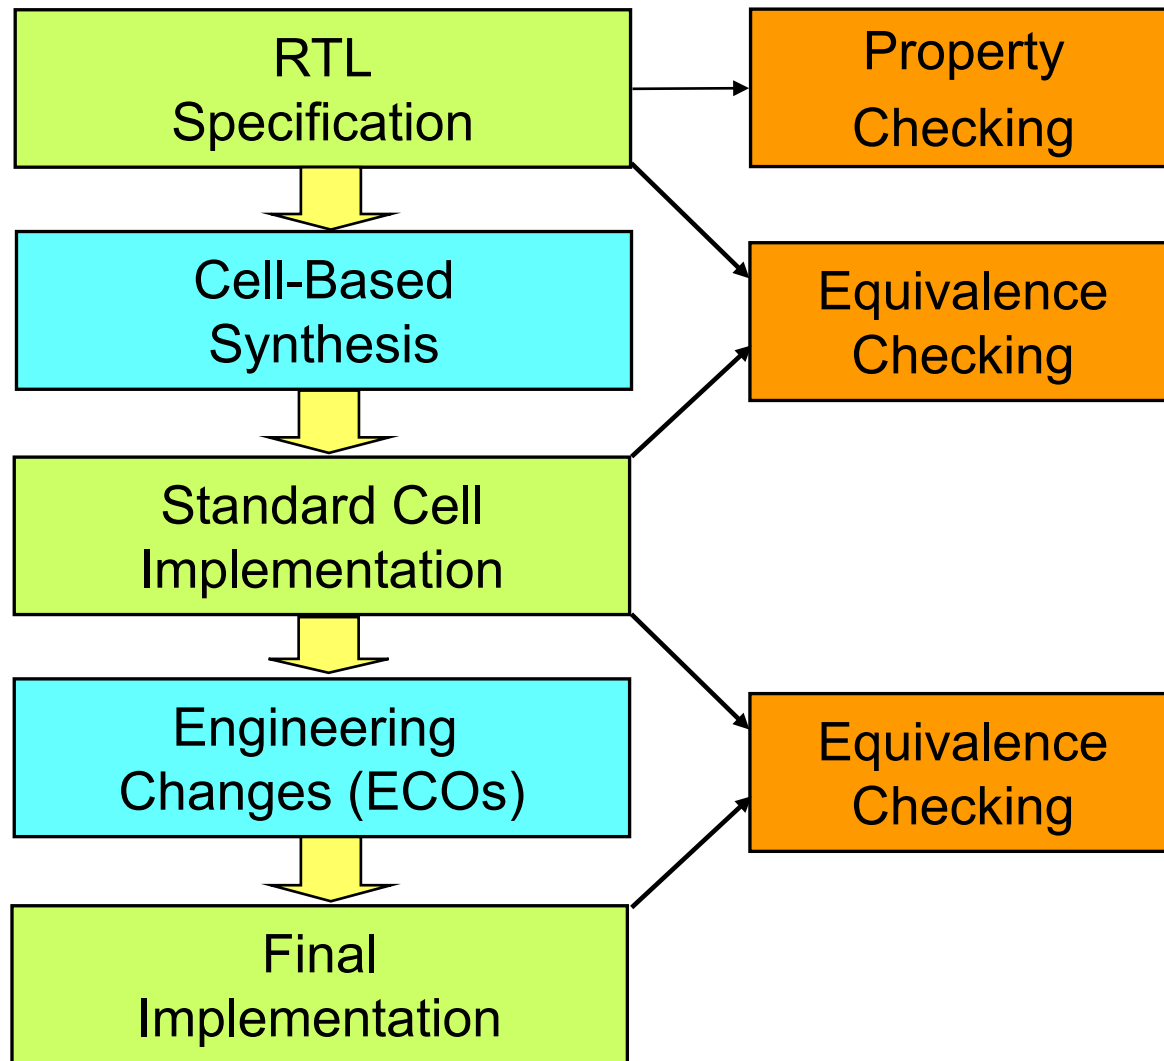 RTL
Specification
Property
Checking
Cell-Based
Synthesis
Equivalence
Checking
Standard Cell
Implementation
Engineering
Changes (ECOs)
Equivalence
Checking
Final
Implementation